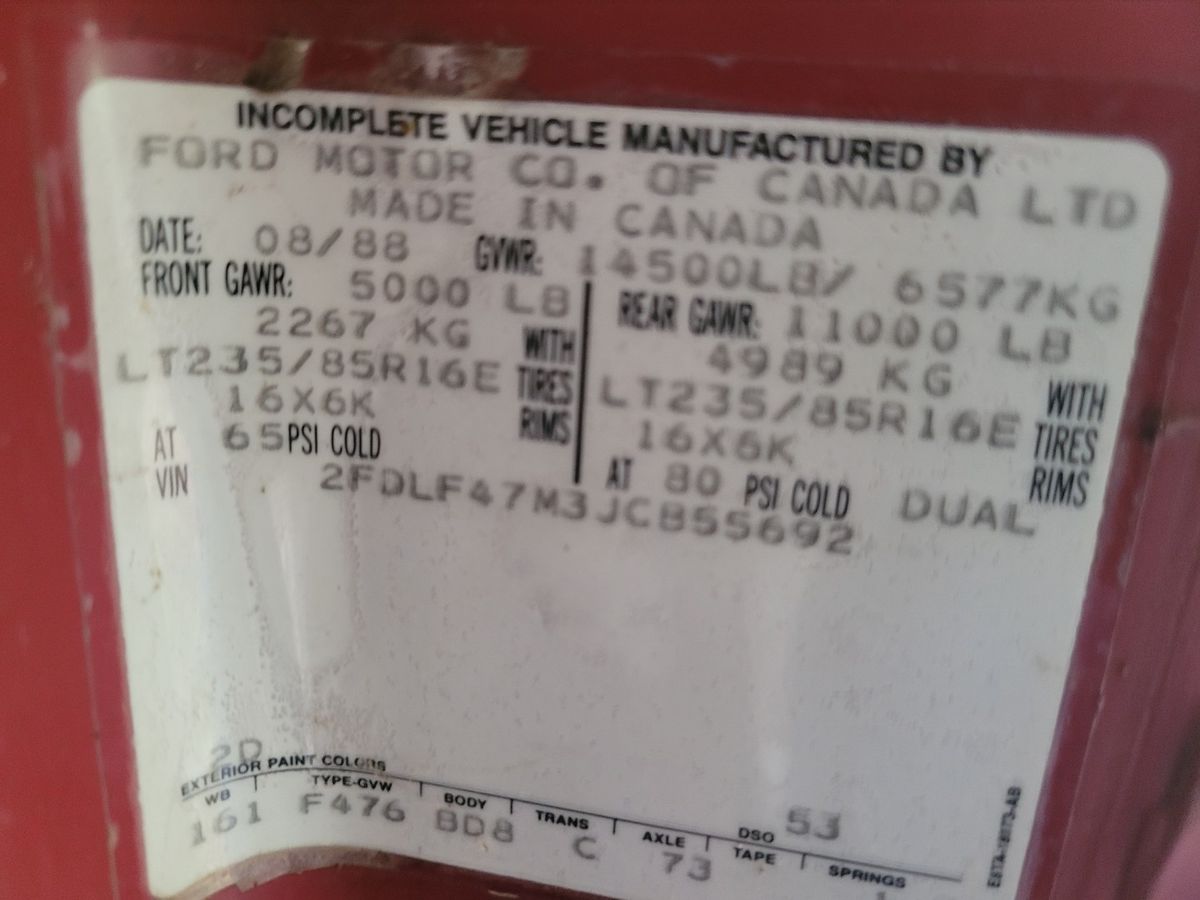 INCOMPLETE VEHICLE MANUFACTURED BY
FORD MOTOR CO. OF CANADA LTD
MADE IN CANADA
DATE: 08/88 GVWR: 14500LB/ 6577KG
FRONT GAWR: 5000 LB REAR GAWR: 11000 LB
2267 KG WITH 4989 KG WITH
LT235/85R16E TIRES LT235/85R16E TIRES
16X6K RIMS 16X6K RIMS
AT 65 PSI COLD AT 80 PSI COLD DUAL
VIN 2FDLF47M3JCB55692
2D
EXTERIOR PAINT COLORS DSO 53
WB TYPE-GVW BODY TRANS AXLE TAPE SPRINGS
161 F476 BD8 C 73